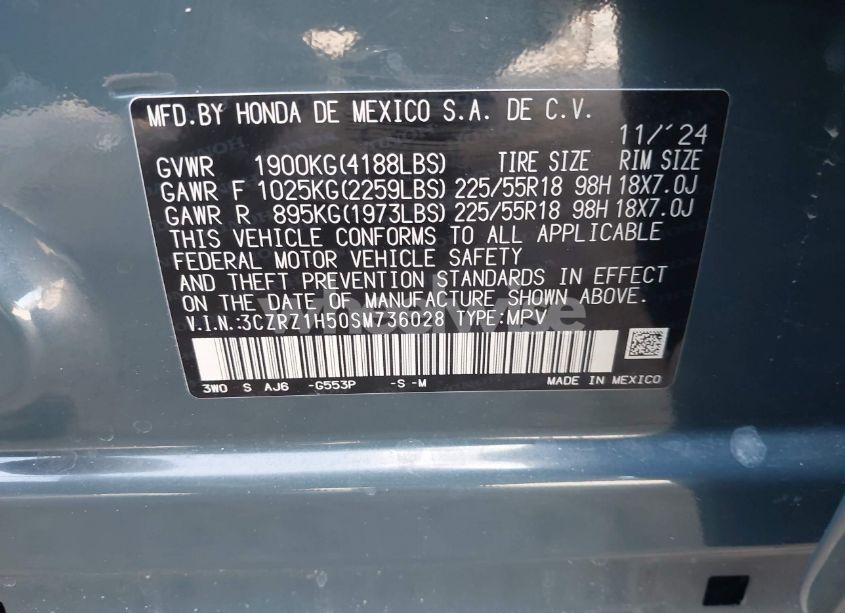 MFD.BY HONDA DE MEXICO S.A. DE C.V.
11/'24
GVWR 1900KG(4188LBS) TIRE SIZE RIM SIZE
GAWR F 1025KG(2259LBS) 225/55R18 98H 18X7.0J
GAWR R 895KG(1973LBS) 225/55R18 98H 18X7.0J
THIS VEHICLE CONFORMS TO ALL APPLICABLE
FEDERAL MOTOR VEHICLE SAFETY
AND THEFT PREVENTION STANDARDS IN EFFECT
ON THE DATE OF MANUFACTURE SHOWN ABOVE.
V.I.N.:3CZRZ1H50SM736028 TYPE:MPV
3W0 S AJ6 -G553P -S -M
MADE IN MEXICO